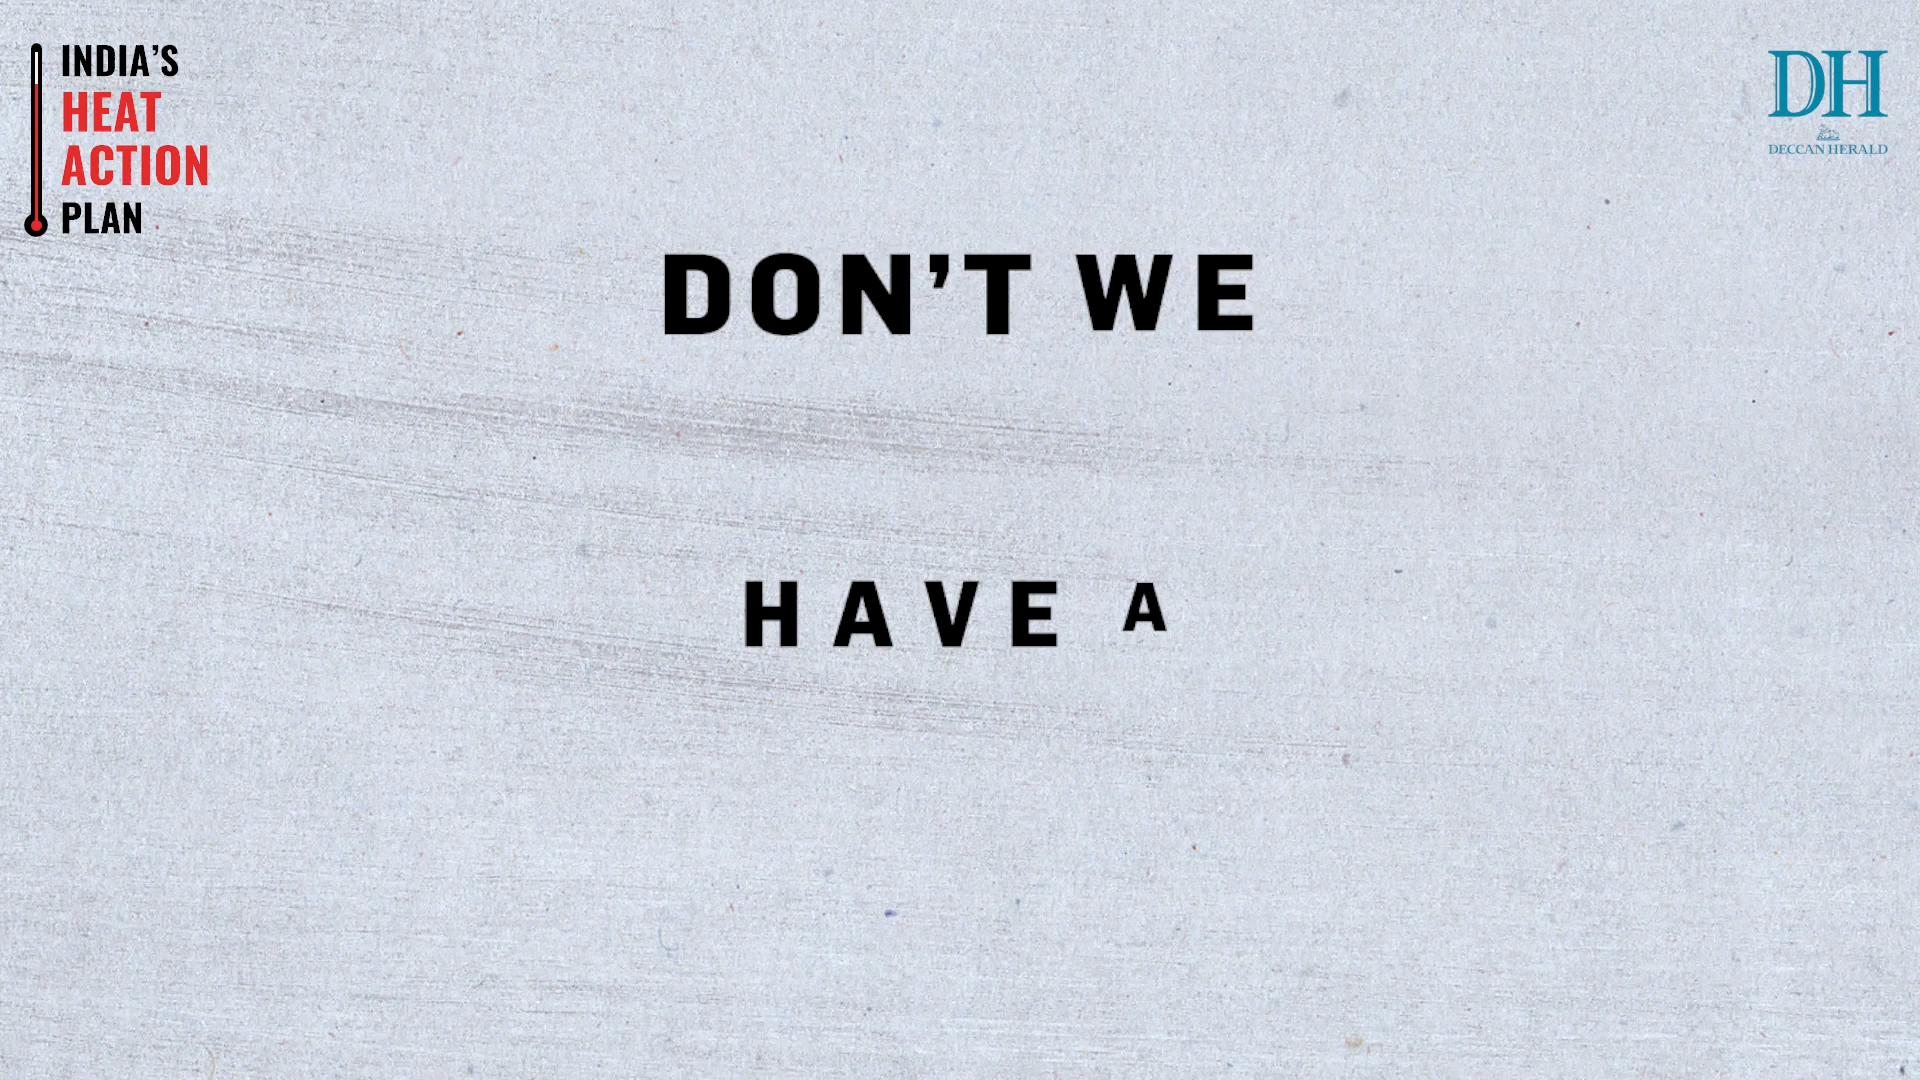 INDIA’S
HEAT
ACTION
PLAN
DH
DECCAN HERALD
DON’T WE
HAVE A